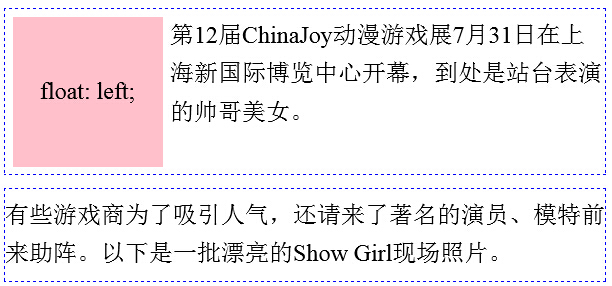 float: left;
第12届ChinaJoy动漫游戏展7月31日在上
海新国际博览中心开幕，到处是站台表演
的帅哥美女。
有些游戏商为了吸引人气，还请来了著名的演员、模特前
来助阵。以下是一批漂亮的Show Girl现场照片。